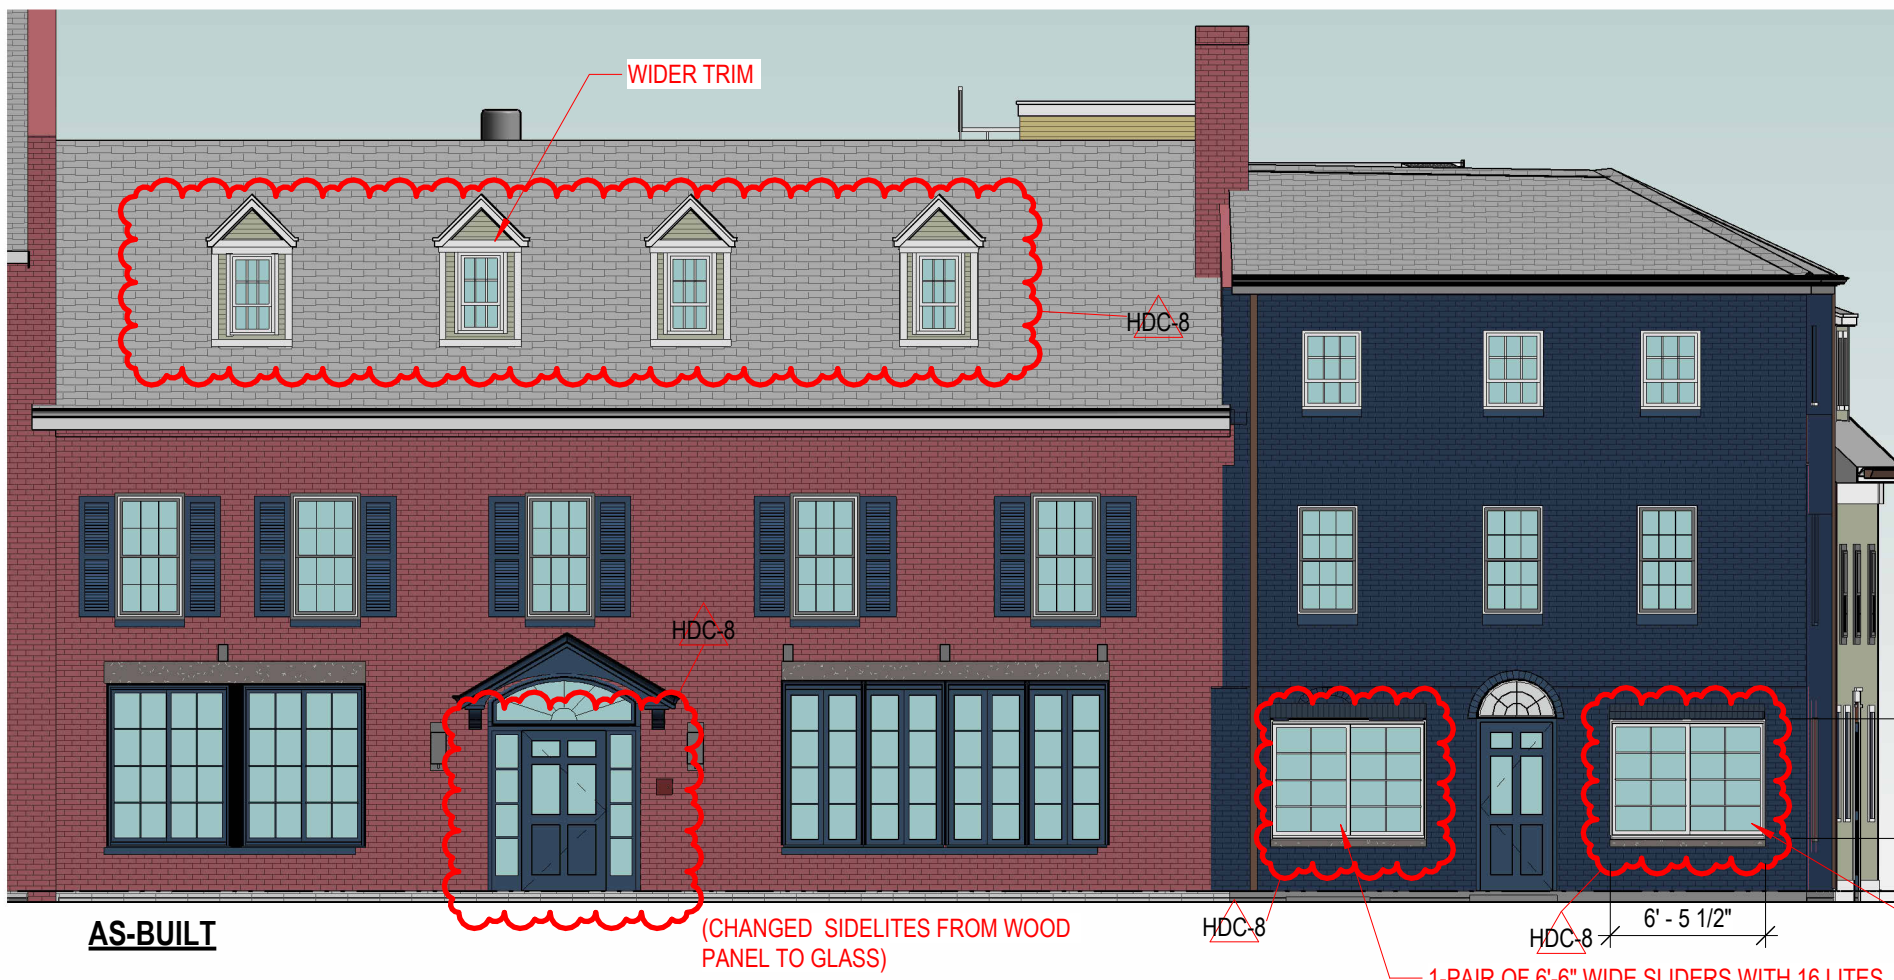 WIDER TRIM
HDC-8
HDC-8
AS-BUILT
(CHANGED SIDELITES FROM WOOD
PANEL TO GLASS)
HDC-8
HDC-8
6' - 5 1/2"
1-PAIR OF 6'-6" WIDE SLIDERS WITH 16 LITES